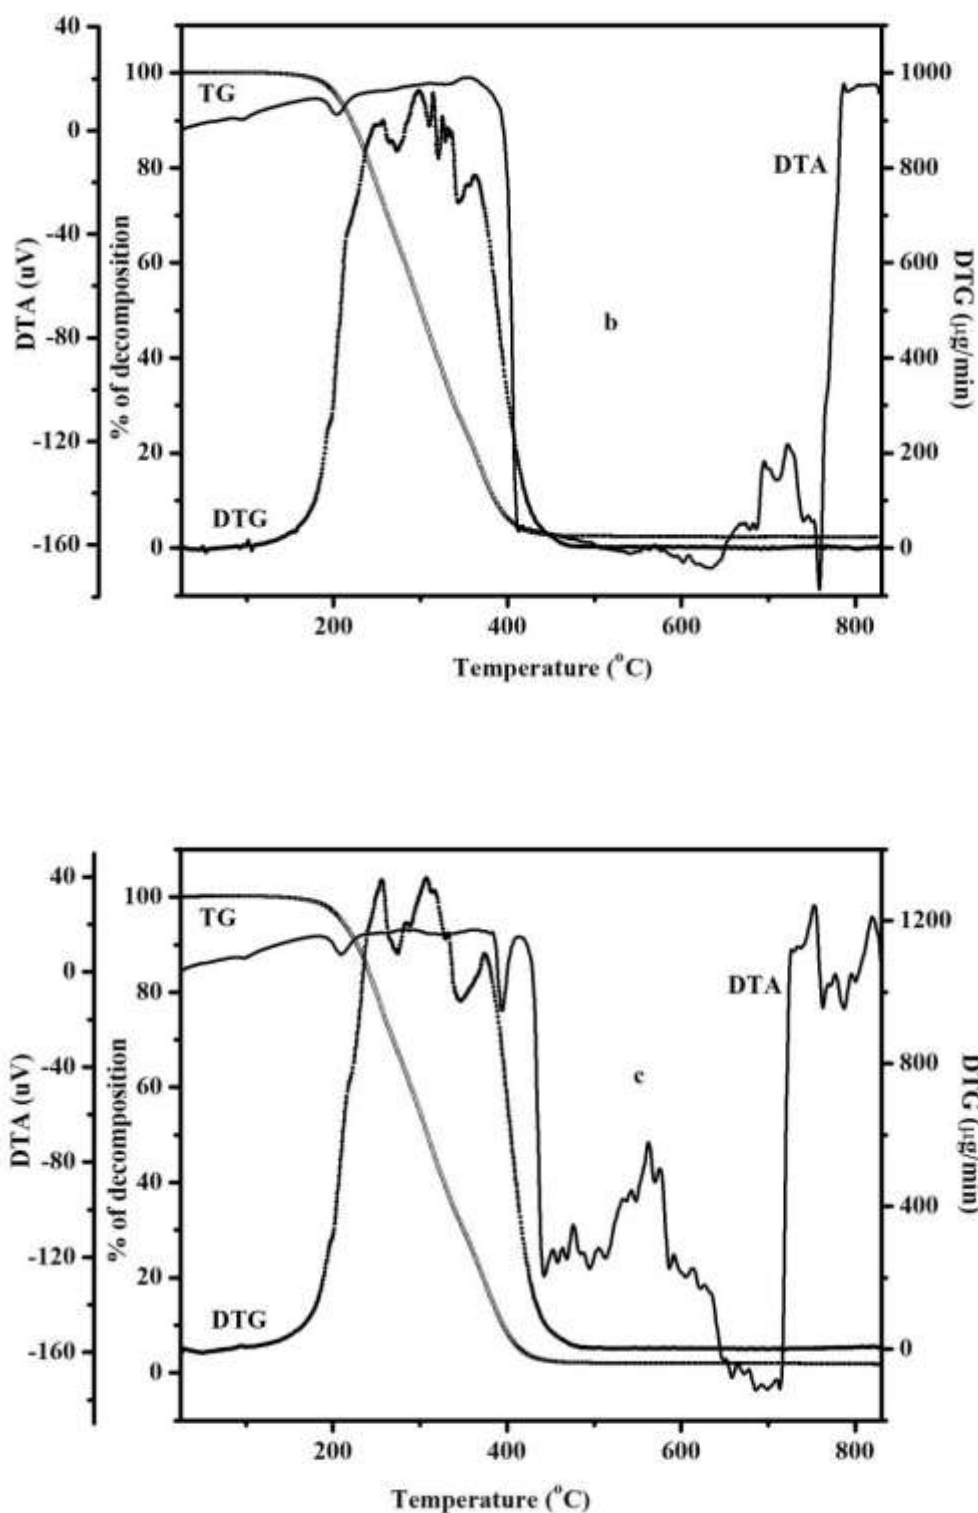 40
0
-40
-80
-120
-160
DTA (uV)
100
80
60
40
20
0
% of decomposition
TG
DTG
DTA
b
1000
800
600
400
200
0
DTG (μg/min)
200
400
600
800
Temperature (°C)
40
0
-40
-80
-120
-160
DTA (uV)
100
80
60
40
20
0
% of decomposition
TG
DTG
DTA
c
1200
800
400
0
DTG (μg/min)
200
400
600
800
Temperature (°C)